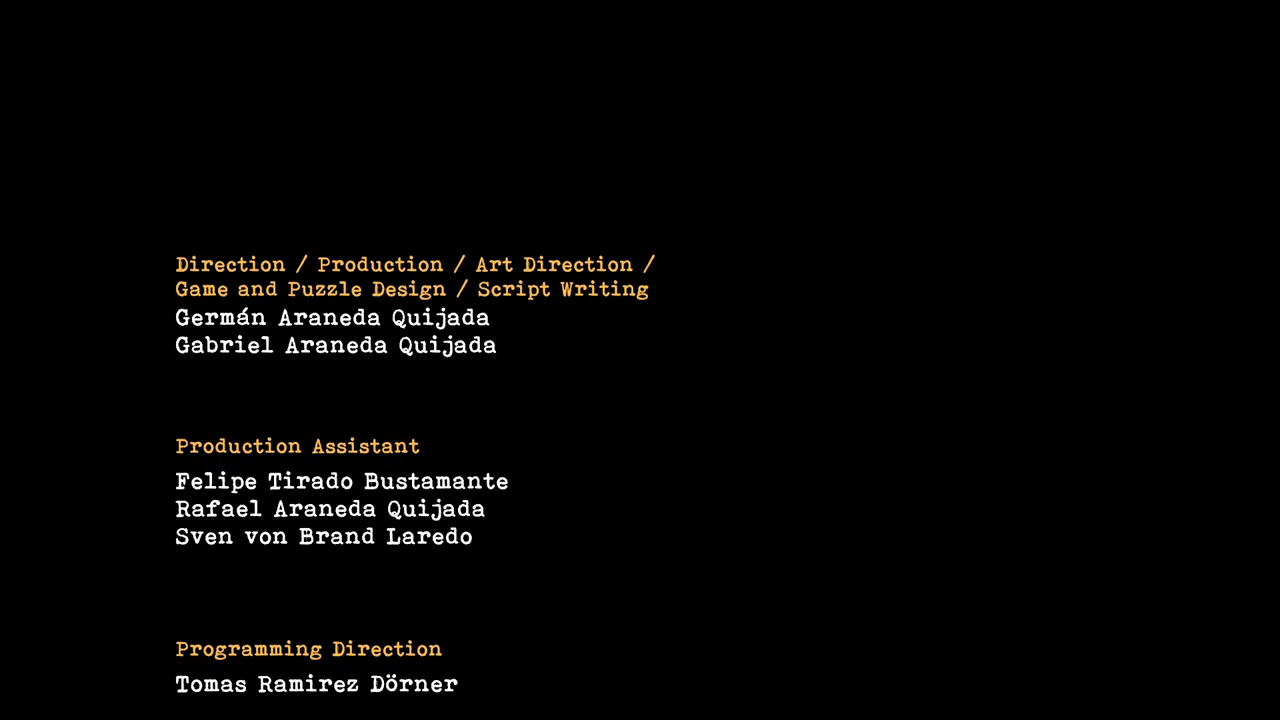 Direction / Production / Art Direction /
Game and Puzzle Design / Script Writing
Germán Araneda Quijada
Gabriel Araneda Quijada
Production Assistant
Felipe Tirado Bustamante
Rafael Araneda Quijada
Sven von Brand Laredo
Programming Direction
Tomas Ramirez Dörner